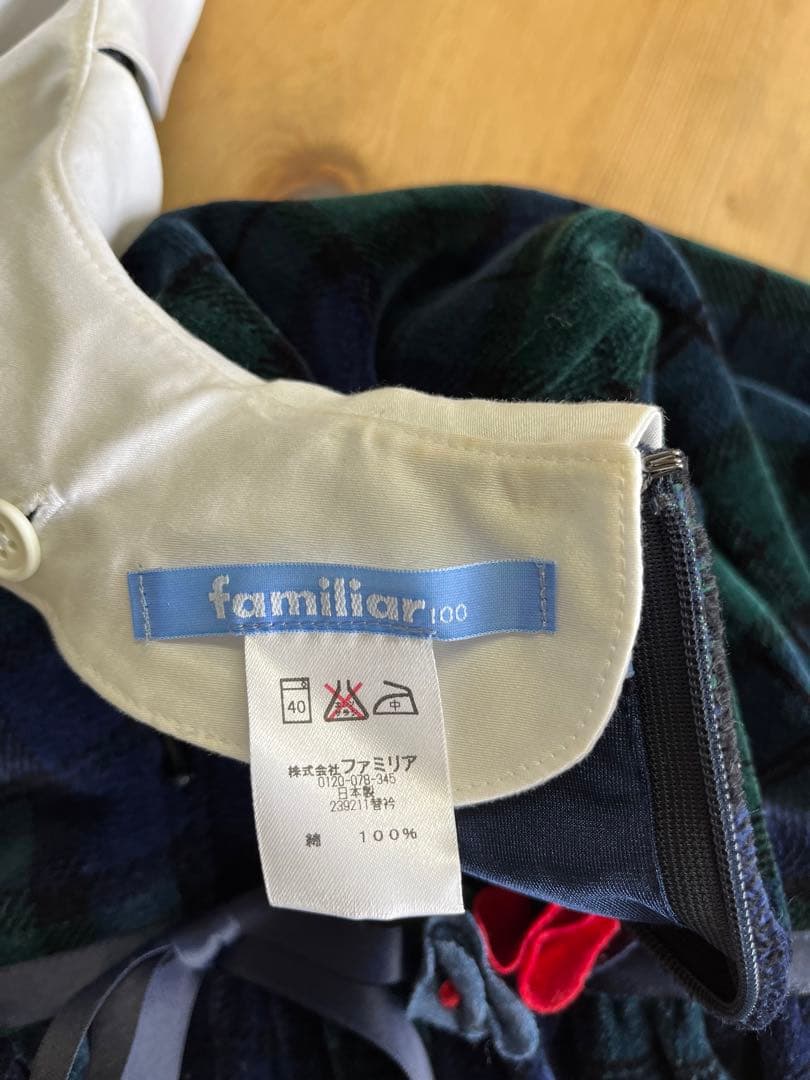 familiar 100
40 中
株式会社ファミリア
0120-078-345
日本製
239211替衿
綿 100%